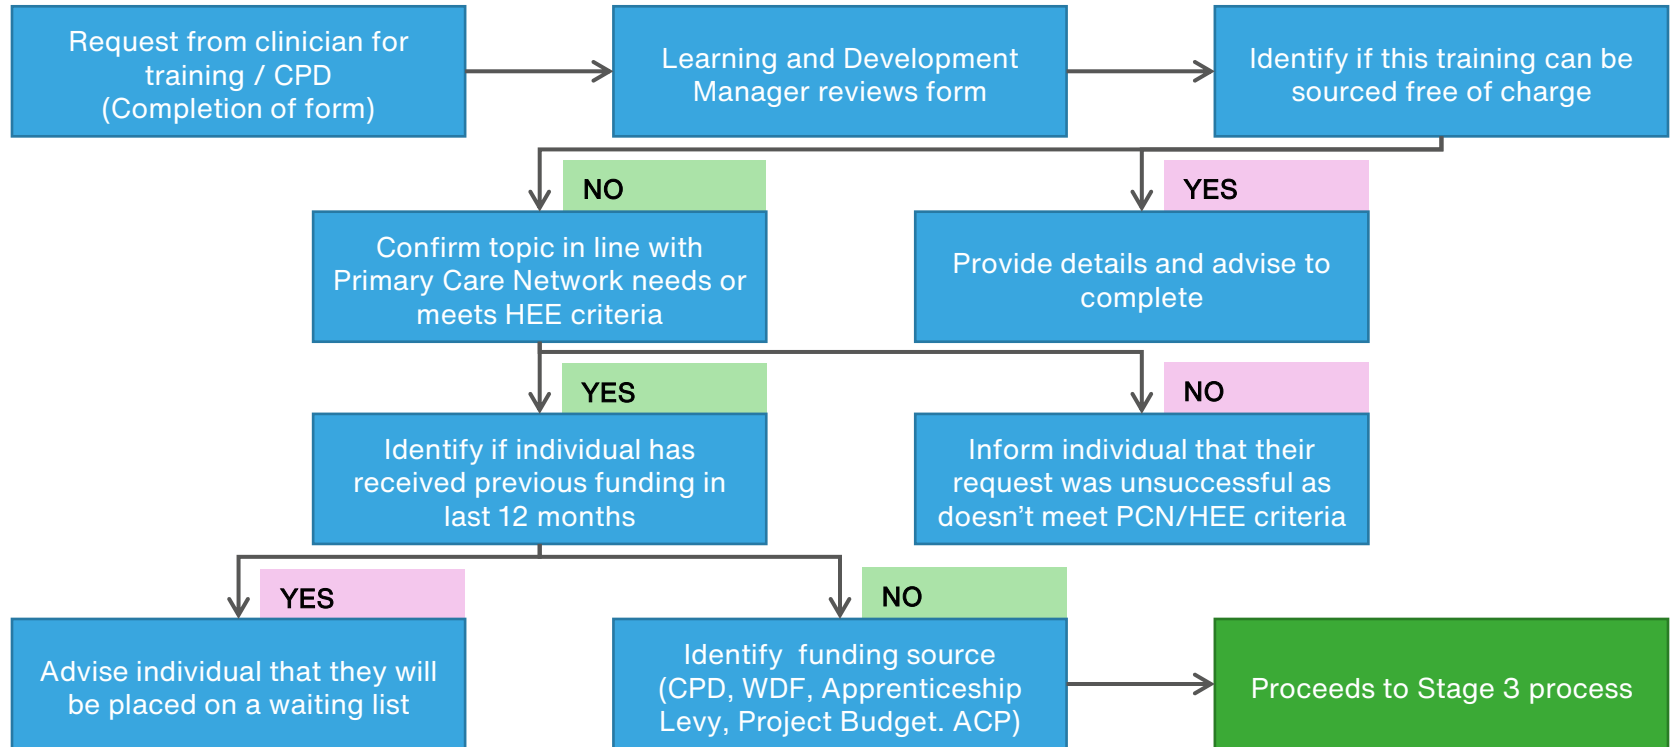 Request from clinician for
training / CPD
(Completion of form)
Learning and Development
Manager reviews form
Identify if this training can be
sourced free of charge
NO
YES
Confirm topic in line with
Primary Care Network needs or
meets HEE criteria
Provide details and advise to
complete
YES
NO
Identify if individual has
received previous funding in
last 12 months
Inform individual that their
request was unsuccessful as
doesn’t meet PCN/HEE criteria
YES
NO
Advise individual that they will
be placed on a waiting list
Identify  funding source
(CPD, WDF, Apprenticeship
Levy, Project Budget. ACP)
Proceeds to Stage 3 process